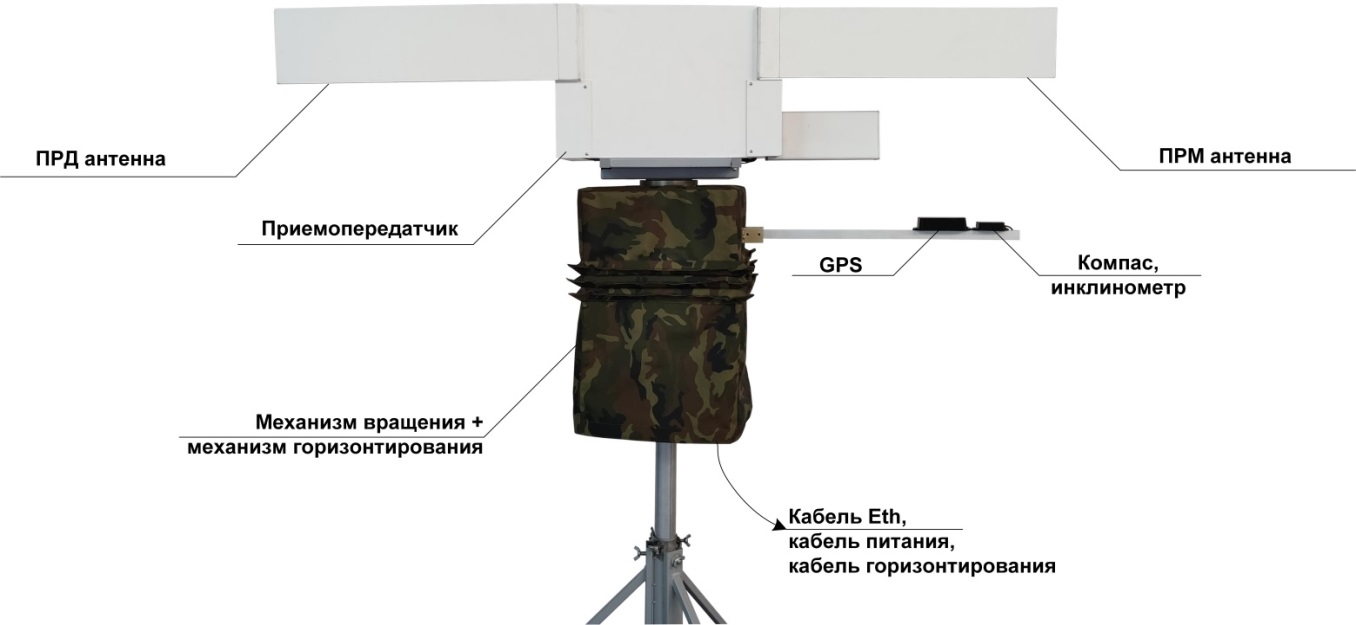 ПРД антенна
ПРМ антенна
Приемопередатчик
GPS
Компас,
инклинометр
Механизм вращения +
механизм горизонтирования
Кабель Eth,
кабель питания,
кабель горизонтирования